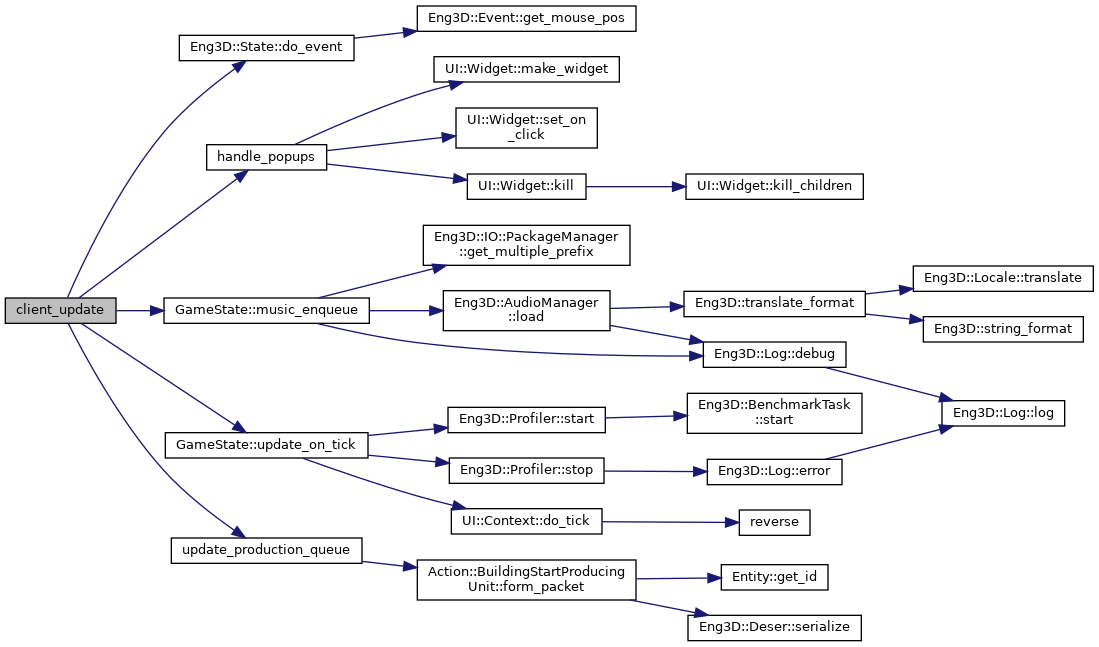 client_update
Eng3D::State::do_event
Eng3D::Event::get_mouse_pos
handle_popups
UI::Widget::make_widget
UI::Widget::set_on
_click
UI::Widget::kill
UI::Widget::kill_children
GameState::music_enqueue
Eng3D::IO::PackageManager
::get_multiple_prefix
Eng3D::AudioManager
::load
Eng3D::translate_format
Eng3D::Locale::translate
Eng3D::string_format
Eng3D::Log::debug
Eng3D::Log::log
GameState::update_on_tick
Eng3D::Profiler::start
Eng3D::BenchmarkTask
::start
Eng3D::Profiler::stop
Eng3D::Log::error
UI::Context::do_tick
reverse
update_production_queue
Action::BuildingStartProducing
Unit::form_packet
Entity::get_id
Eng3D::Deser::serialize